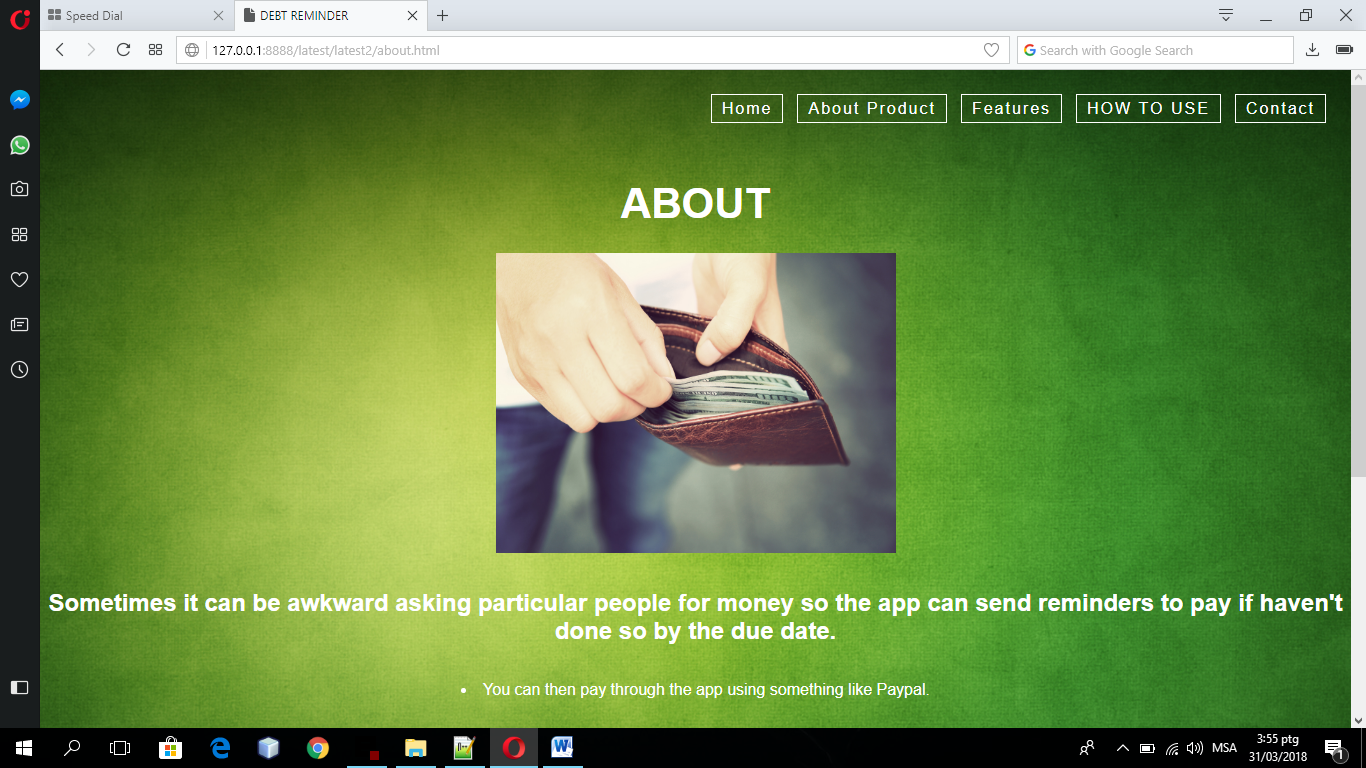 Speed Dial
DEBT REMINDER
127.0.0.1:8888/latest/latest2/about.html
Search with Google Search
Home
About Product
Features
HOW TO USE
Contact
ABOUT
Sometimes it can be awkward asking particular people for money so the app can send reminders to pay if haven't
done so by the due date.
• You can then pay through the app using something like Paypal.
MSA
3:55 ptg
31/03/2018
1